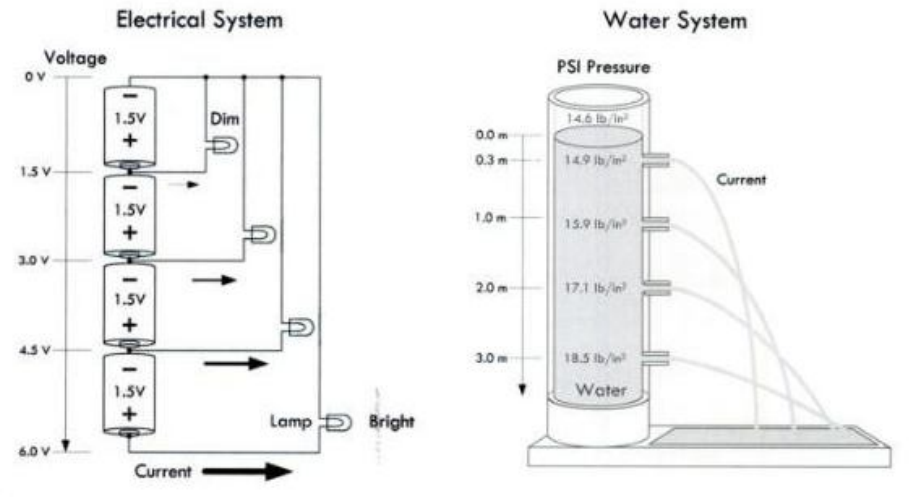 Electrical System
Voltage
0 V
−
1.5V
+
Dim
1.5 V
−
1.5V
+
3.0 V
−
1.5V
+
4.5 V
−
1.5V
+
Lamp
Bright
6.0 V
Current
Water System
PSI Pressure
14.6 lb/in²
0.0 m
0.3 m
14.9 lb/in²
Current
1.0 m
15.9 lb/in²
2.0 m
17.1 lb/in²
3.0 m
18.5 lb/in²
Water